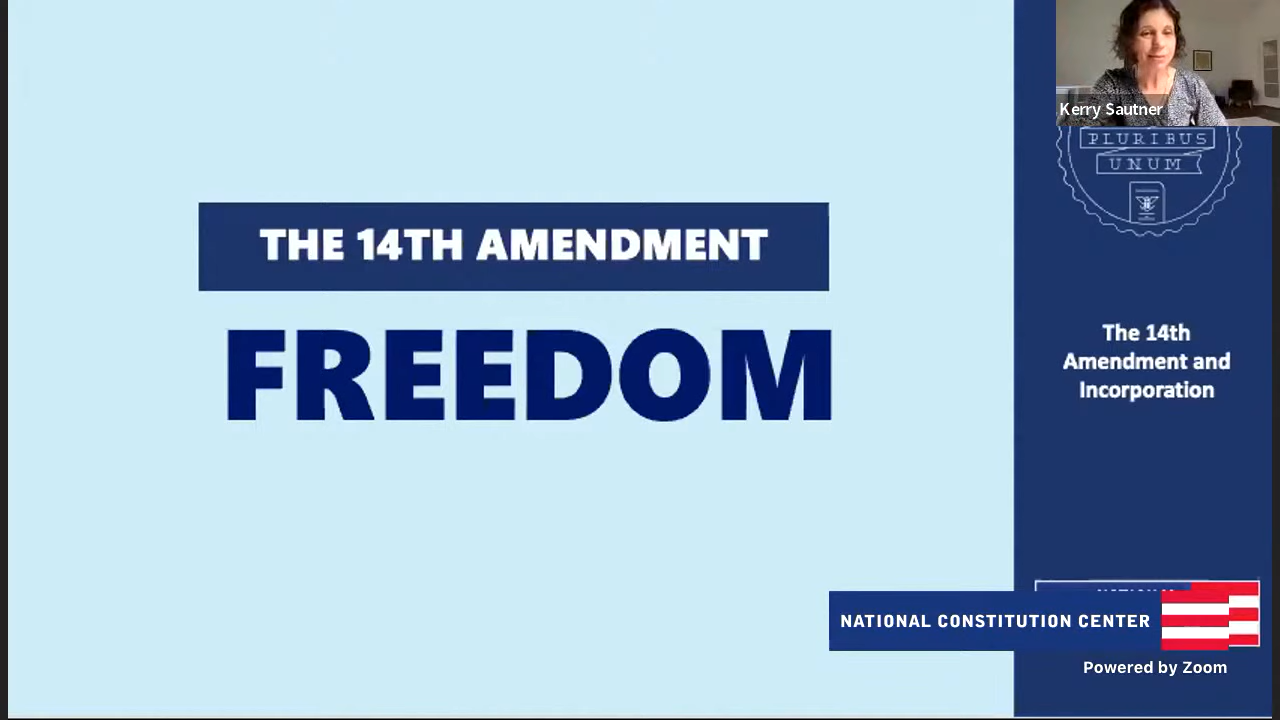 Kerry Sautner
PLURIBUS
UNUM
THE 14TH AMENDMENT
FREEDOM
The 14th
Amendment and
Incorporation
NATIONAL CONSTITUTION CENTER
Powered by Zoom